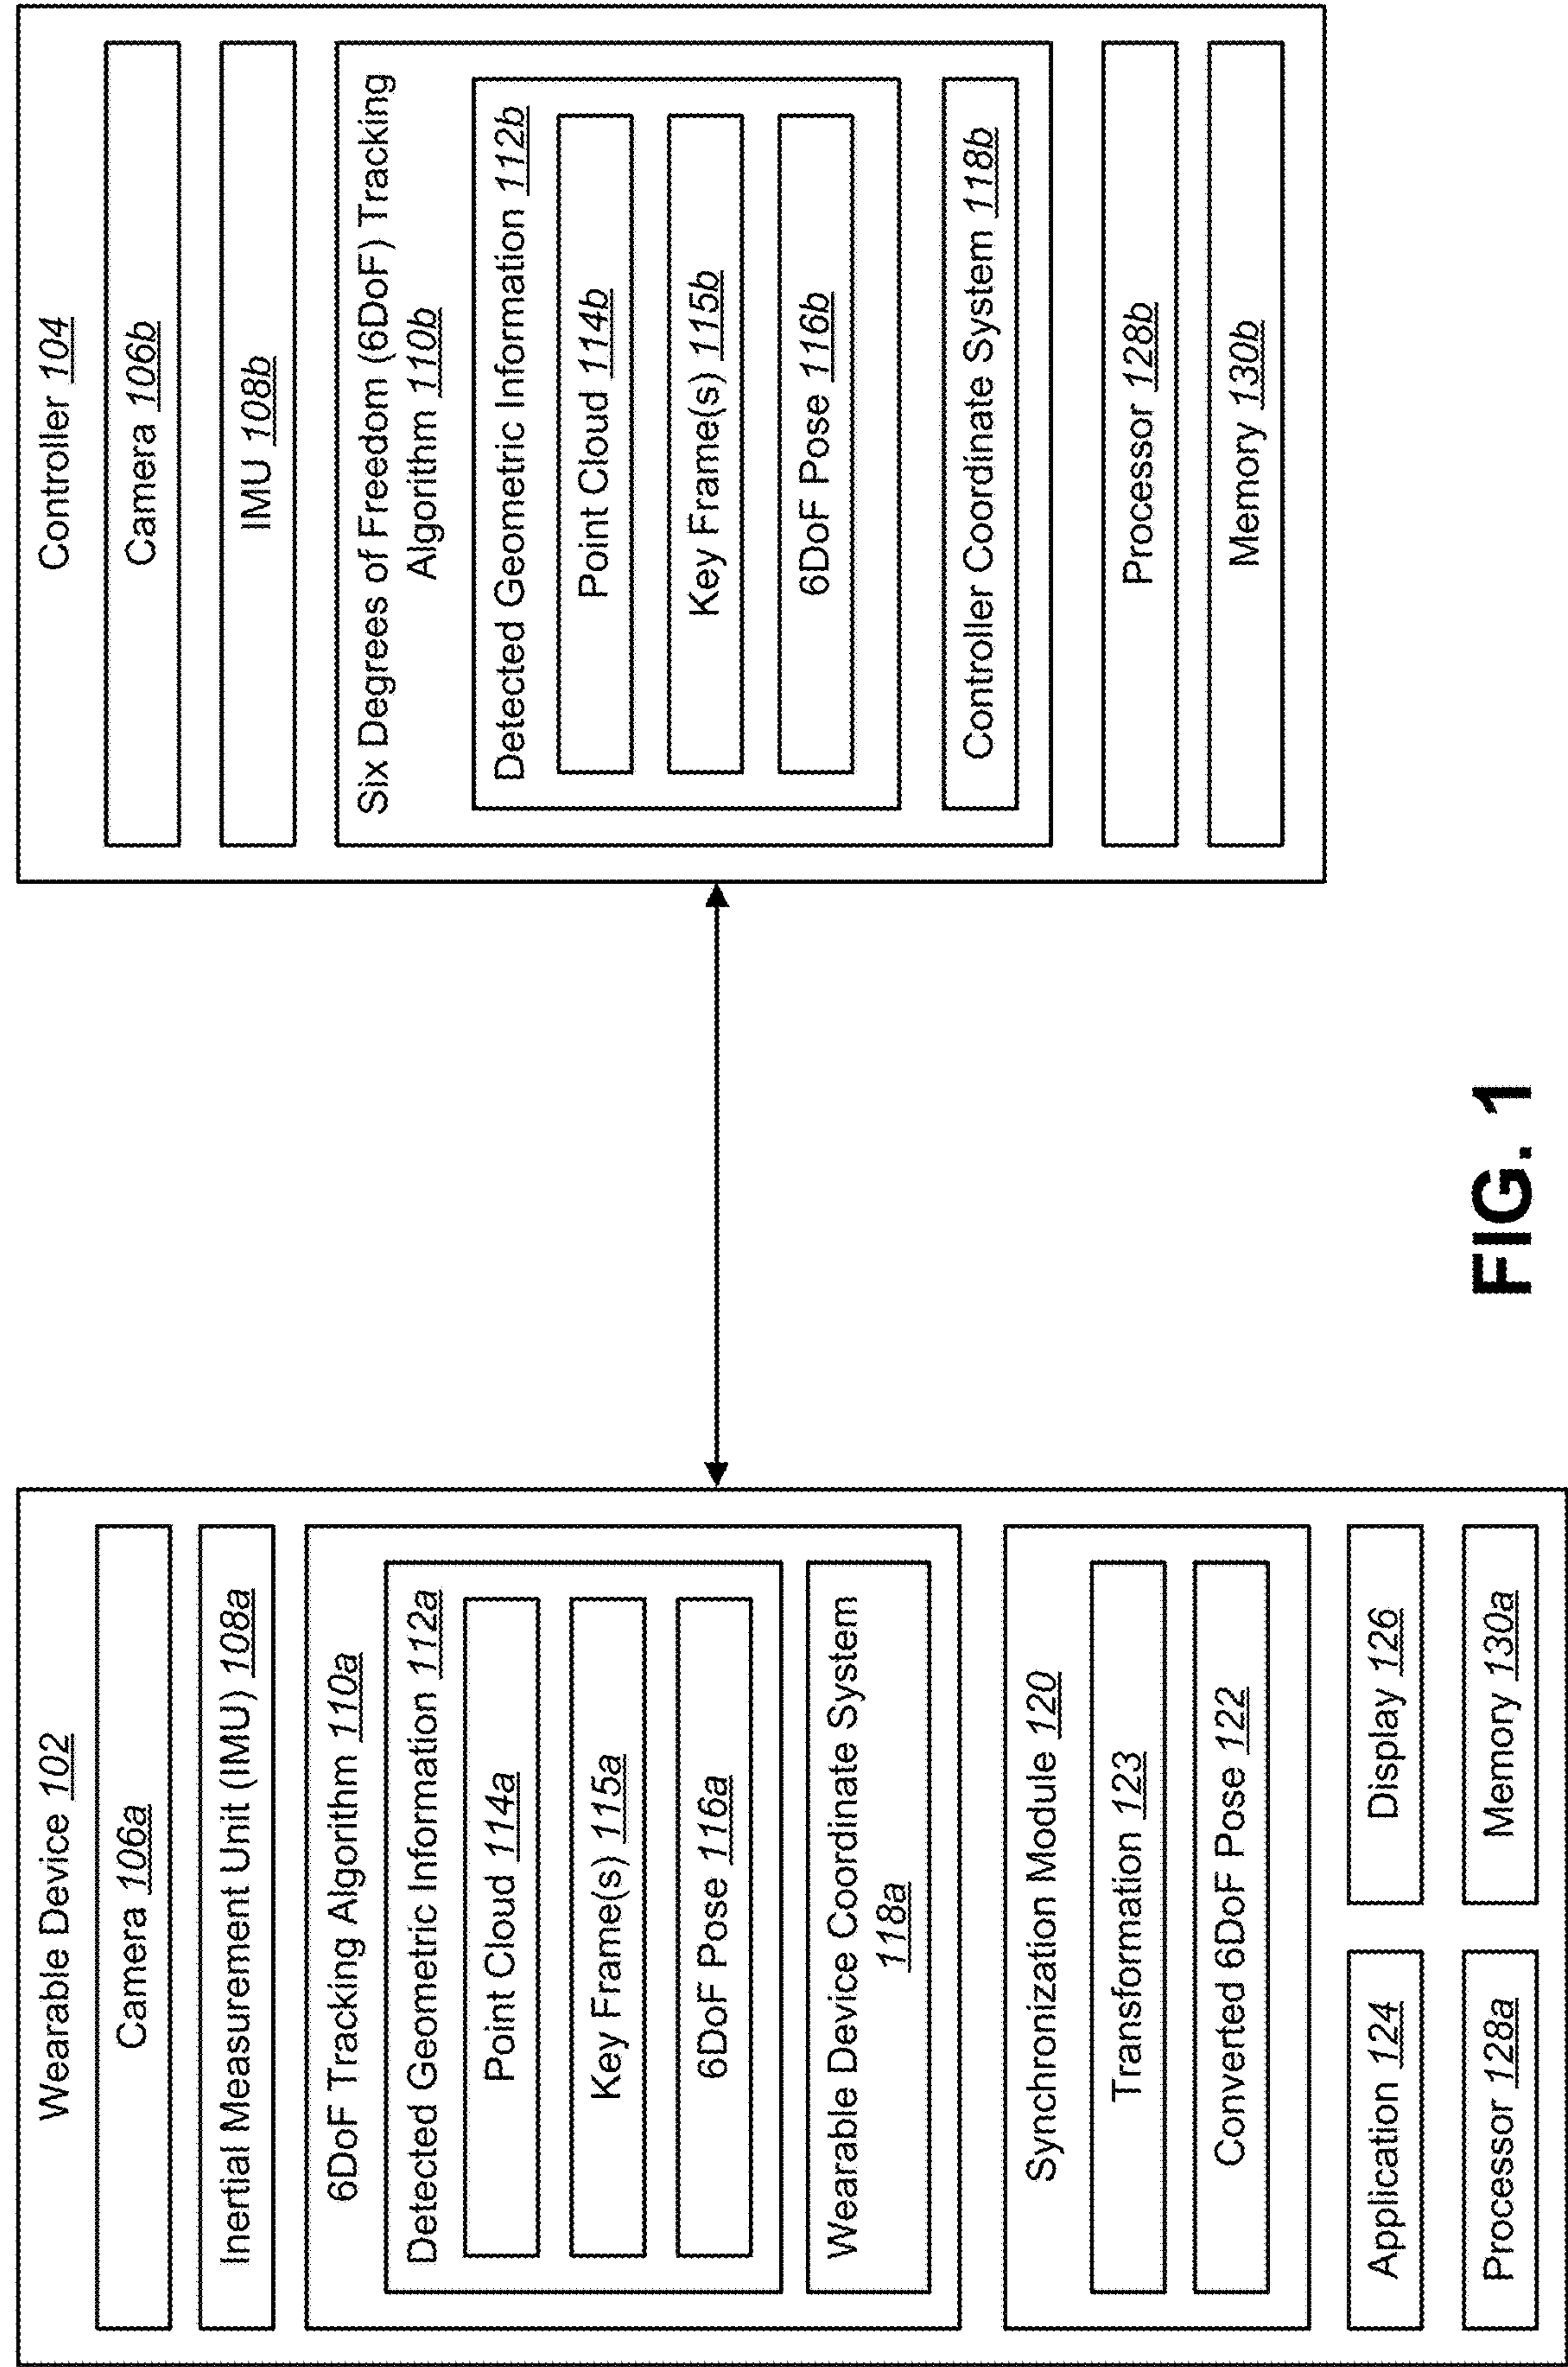 Wearable Device 102
Camera 106a
Inertial Measurement Unit (IMU) 108a
6DoF Tracking Algorithm 110a
Detected Geometric Information 112a
Point Cloud 114a
Key Frame(s) 115a
6DoF Pose 116a
Wearable Device Coordinate System
118a
Synchronization Module 120
Transformation 123
Converted 6DoF Pose 122
Application 124
Display 126
Processor 128a
Memory 130a
Controller 104
Camera 106b
IMU 108b
Six Degrees of Freedom (6DoF) Tracking
Algorithm 110b
Detected Geometric Information 112b
Point Cloud 114b
Key Frame(s) 115b
6DoF Pose 116b
Controller Coordinate System 118b
Processor 128b
Memory 130b
FIG. 1